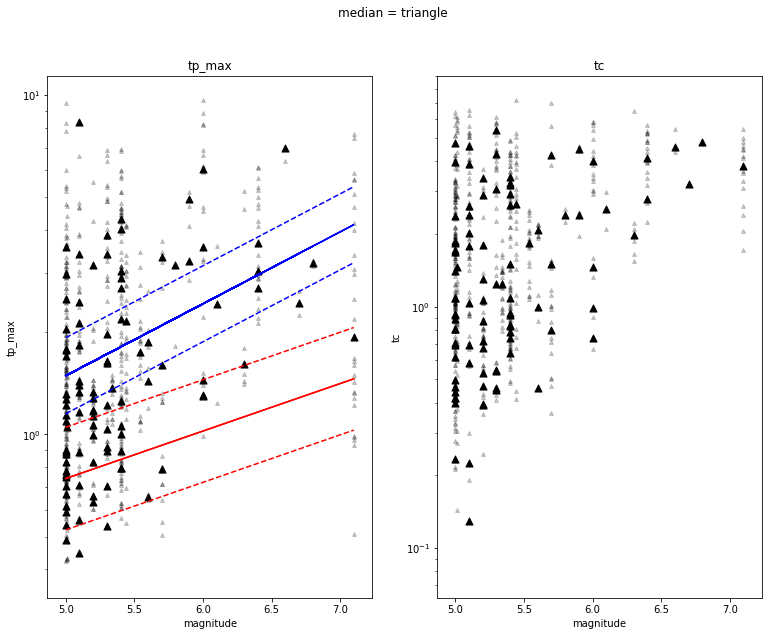 median = triangle
tp_max
tc
10¹
10⁰
tp_max
5.0 5.5 6.0 6.5 7.0
magnitude
10⁰
10⁻¹
tc
5.0 5.5 6.0 6.5 7.0
magnitude